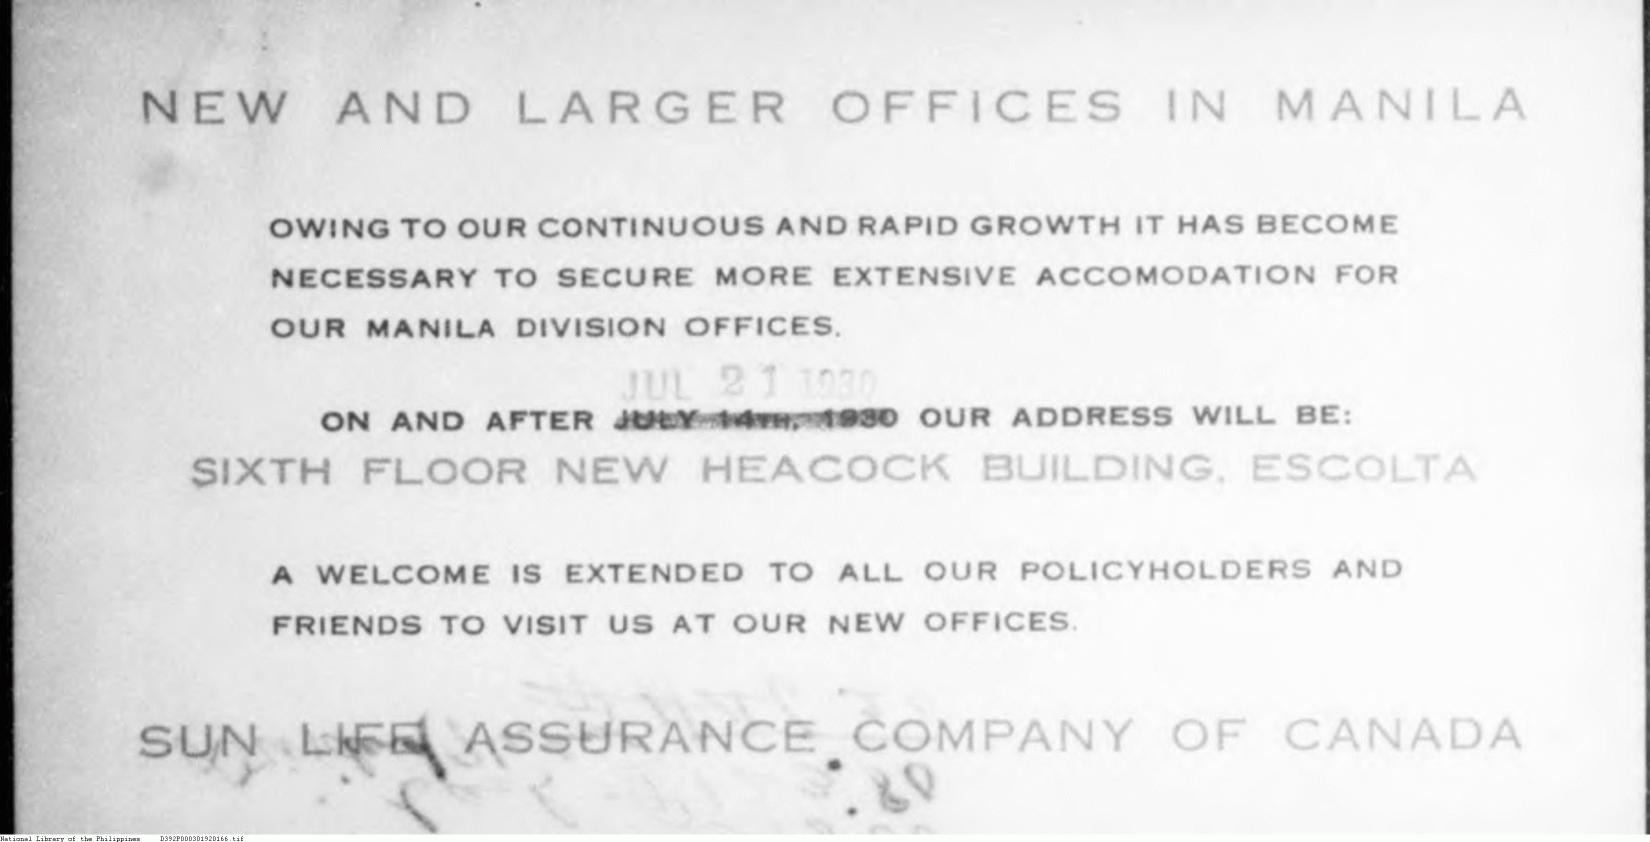 NEW AND LARGER OFFICES IN MANILA
OWING TO OUR CONTINUOUS AND RAPID GROWTH IT HAS BECOME
NECESSARY TO SECURE MORE EXTENSIVE ACCOMODATION FOR
OUR MANILA DIVISION OFFICES.
JUL 21 1930
ON AND AFTER JULY 14TH, 1930 OUR ADDRESS WILL BE:
SIXTH FLOOR NEW HEACOCK BUILDING, ESCOLTA
A WELCOME IS EXTENDED TO ALL OUR POLICYHOLDERS AND
FRIENDS TO VISIT US AT OUR NEW OFFICES.
SUN LIFE ASSURANCE COMPANY OF CANADA
National Library of the Philippines D392P000301920166.tif